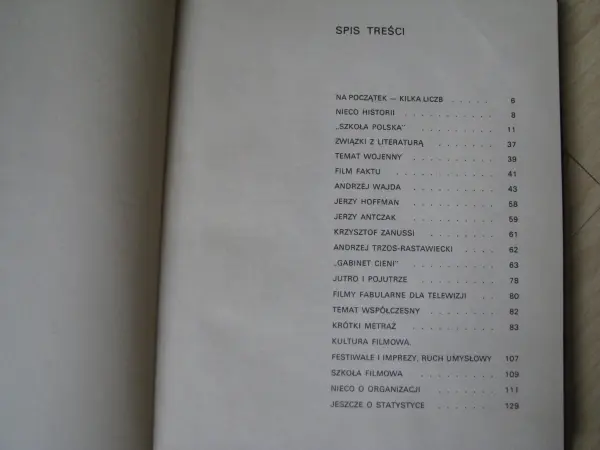 SPIS TREŚCI
NA POCZĄTEK — KILKA LICZB . . . . . 6
NIECO HISTORII . . . . . . . . 8
„SZKOŁA POLSKA" . . . . . . . . 11
ZWIĄZKI Z LITERATURĄ . . . . . . 37
TEMAT WOJENNY . . . . . . . . 39
FILM FAKTU . . . . . . . . . 41
ANDRZEJ WAJDA . . . . . . . . 43
JERZY HOFFMAN . . . . . . . . 58
JERZY ANTCZAK . . . . . . . . 59
KRZYSZTOF ZANUSSI . . . . . . . 61
ANDRZEJ TRZOS-RASTAWIECKI . . . . 62
„GABINET CIENI" . . . . . . . . 63
JUTRO I POJUTRZE . . . . . . . 78
FILMY FABULARNE DLA TELEWIZJI . . 80
TEMAT WSPÓŁCZESNY . . . . . . . 82
KRÓTKI METRAŻ . . . . . . . . 83
KULTURA FILMOWA.
FESTIWALE I IMPREZY, RUCH UMYSŁOWY 107
SZKOŁA FILMOWA . . . . . . . . 109
NIECO O ORGANIZACJI . . . . . . 111
JESZCZE O STATYSTYCE . . . . . . 129